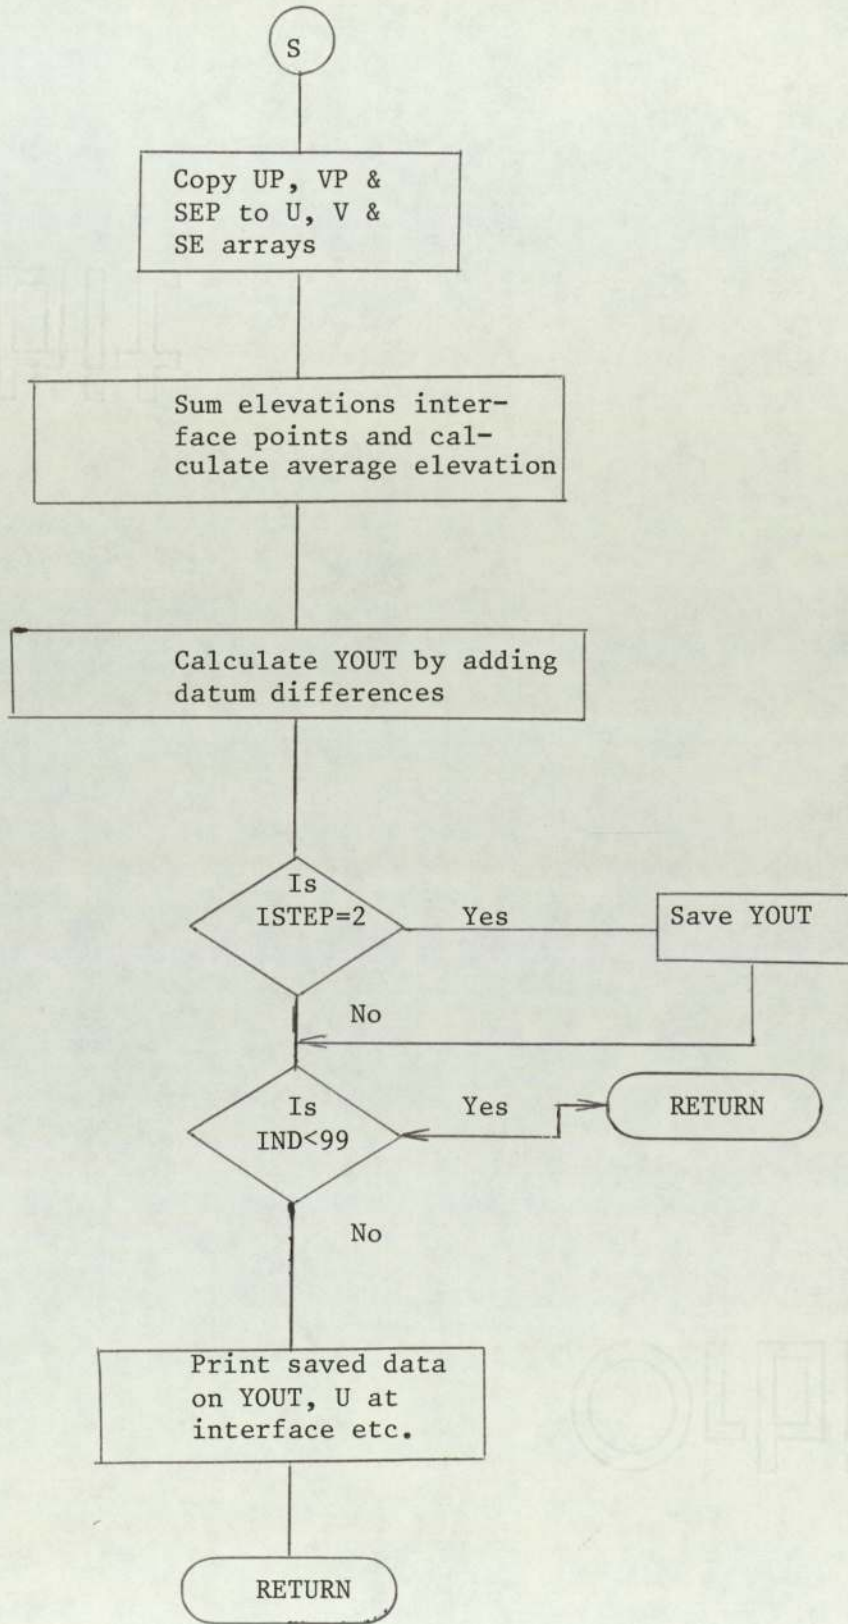 S
Copy UP, VP &
SEP to U, V &
SE arrays
Sum elevations inter-
face points and cal-
culate average elevation
Calculate YOUT by adding
datum differences
Is
ISTEP=2
Yes
Save YOUT
No
Is
IND<99
Yes
RETURN
No
Print saved data
on YOUT, U at
interface etc.
RETURN